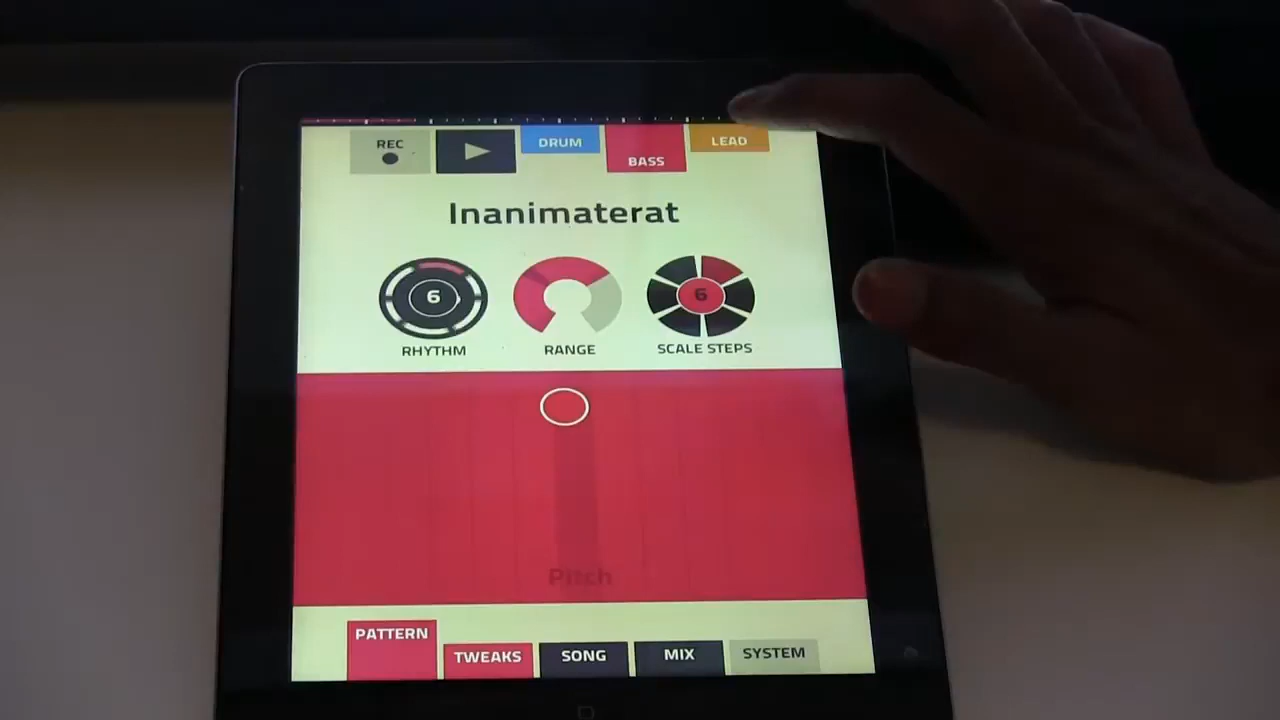 REC
DRUM
BASS
LEAD
Inanimaterat
6
6
RHYTHM
RANGE
SCALE STEPS
Pitch
PATTERN
TWEAKS
SONG
MIX
SYSTEM